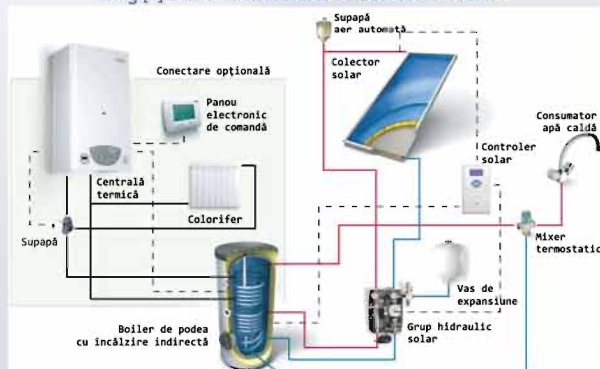 Supapă
aer automată
Conectare opțională
Colector
solar
Panou
electronic
de comandă
Consumator
apă caldă
Controler
solar
Centrală
termică
Colorifer
Supapă
Mixer
termostatic
Vas de
expansiune
Grup hidraulic
solar
Boiler de podea
cu încălzire indirectă